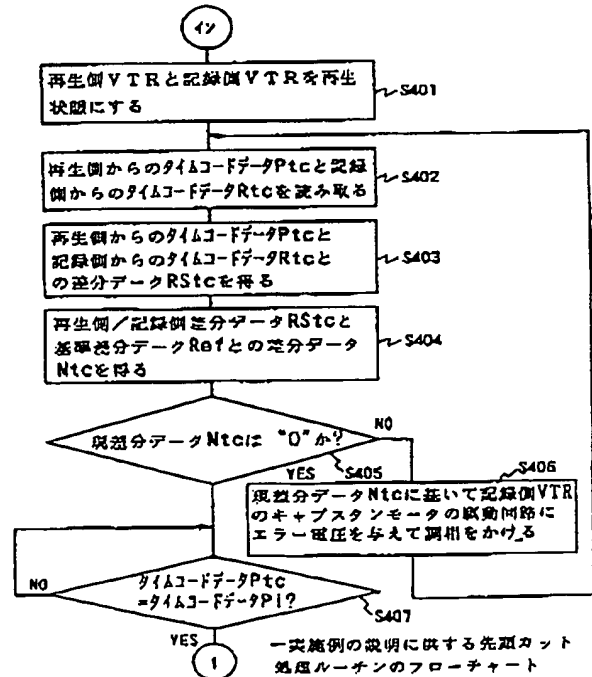 イン
再生側VTRと記録側VTRを再生
状態にする
S401
再生側からのタイムコードデータPtcと記録
側からのタイムコードデータRtcを読み取る
S402
再生側からのタイムコードデータPtcと
記録側からのタイムコードデータRtcと
の差分データRStcを得る
S403
再生側/記録側差分データRStcと
基準差分データRefとの差分データ
Ntcを得る
S404
現差分データNtcは "0"か?
NO
YES
S405
S406
現差分データNtcに基いて記録側VTR
のキャプスタンモータの駆動回路に
エラー電圧を与えて調相をかける
タイムコードデータPtc
=タイムコードデータPi?
NO
S407
YES
1
一実施例の説明に供する先頭カット
処理ルーチンのフローチャート